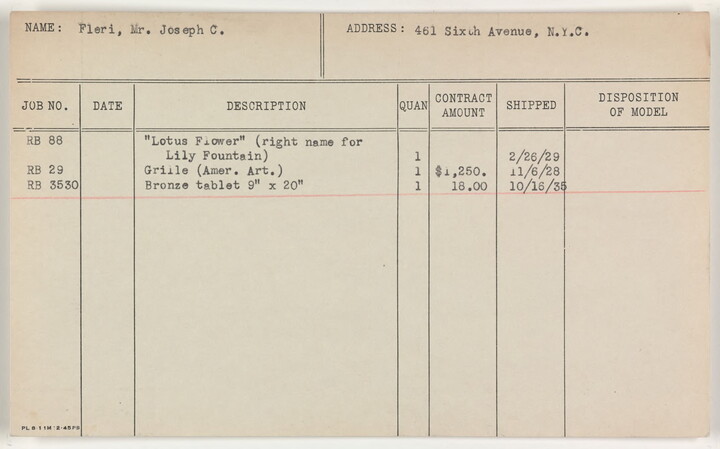 NAME: Fleri, Mr. Joseph C. ADDRESS: 461 Sixth Avenue, N.Y.C.
JOB NO. DATE DESCRIPTION QUAN CONTRACT AMOUNT SHIPPED DISPOSITION OF MODEL
RB 88 "Lotus Flower" (right name for
Lily Fountain) 1 2/26/29
RB 29 Grille (Amer. Art.) 1 $1,250. 11/6/28
RB 3530 Bronze tablet 9" x 20" 1 18.00 10/16/35